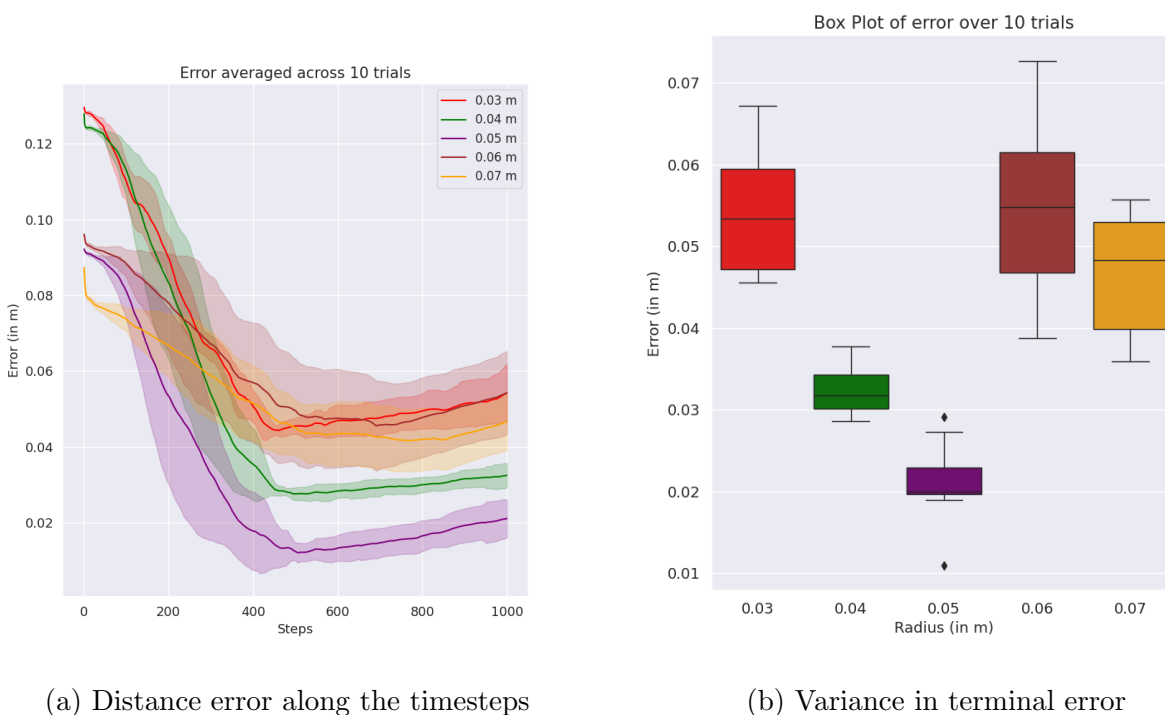 Error averaged across 10 trials
0.03 m
0.04 m
0.05 m
0.06 m
0.07 m
0.12
0.10
0.08
0.06
0.04
0.02
Error (in m)
0
200
400
600
800
1000
Steps
(a) Distance error along the timesteps
Box Plot of error over 10 trials
0.07
0.06
0.05
0.04
0.03
0.02
0.01
Error (in m)
0.03
0.04
0.05
0.06
0.07
Radius (in m)
(b) Variance in terminal error